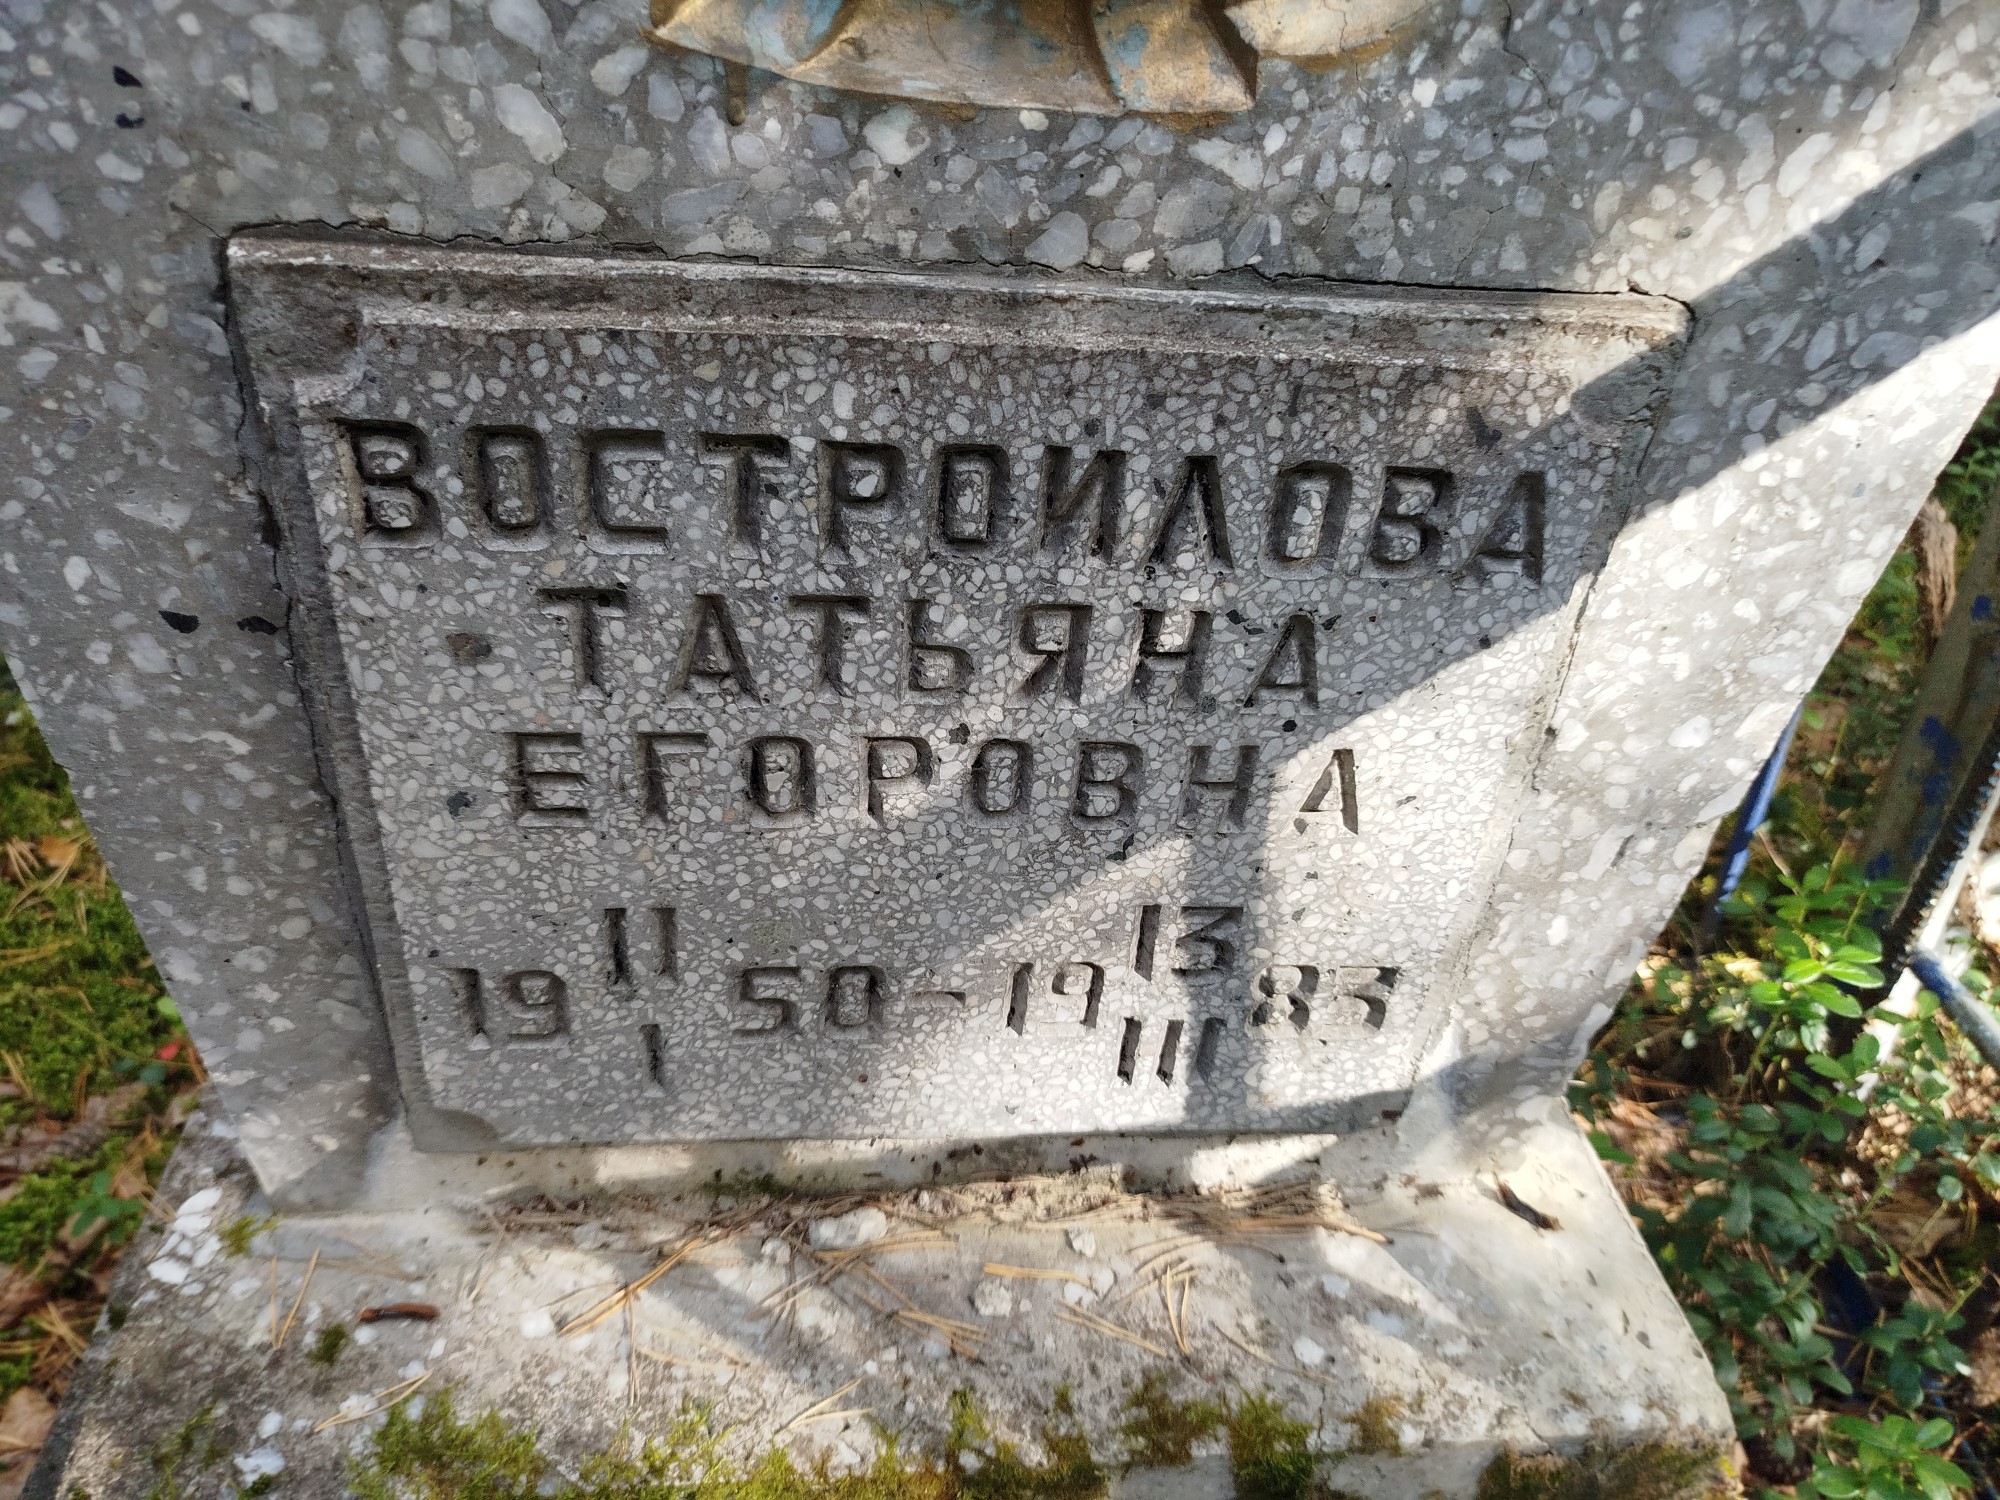 ВОСТРОИЛОВА
ТАТЬЯНА
ЕГОРОВНА
19 11/I 50 – 19 13/III 83